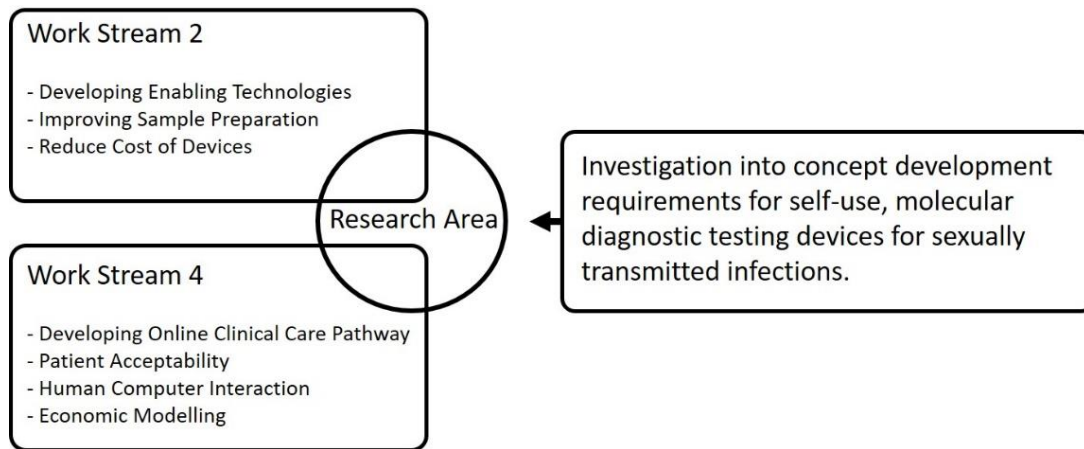 Work Stream 2
- Developing Enabling Technologies
- Improving Sample Preparation
- Reduce Cost of Devices
Research Area
Work Stream 4
- Developing Online Clinical Care Pathway
- Patient Acceptability
- Human Computer Interaction
- Economic Modelling
Investigation into concept development
requirements for self-use, molecular
diagnostic testing devices for sexually
transmitted infections.